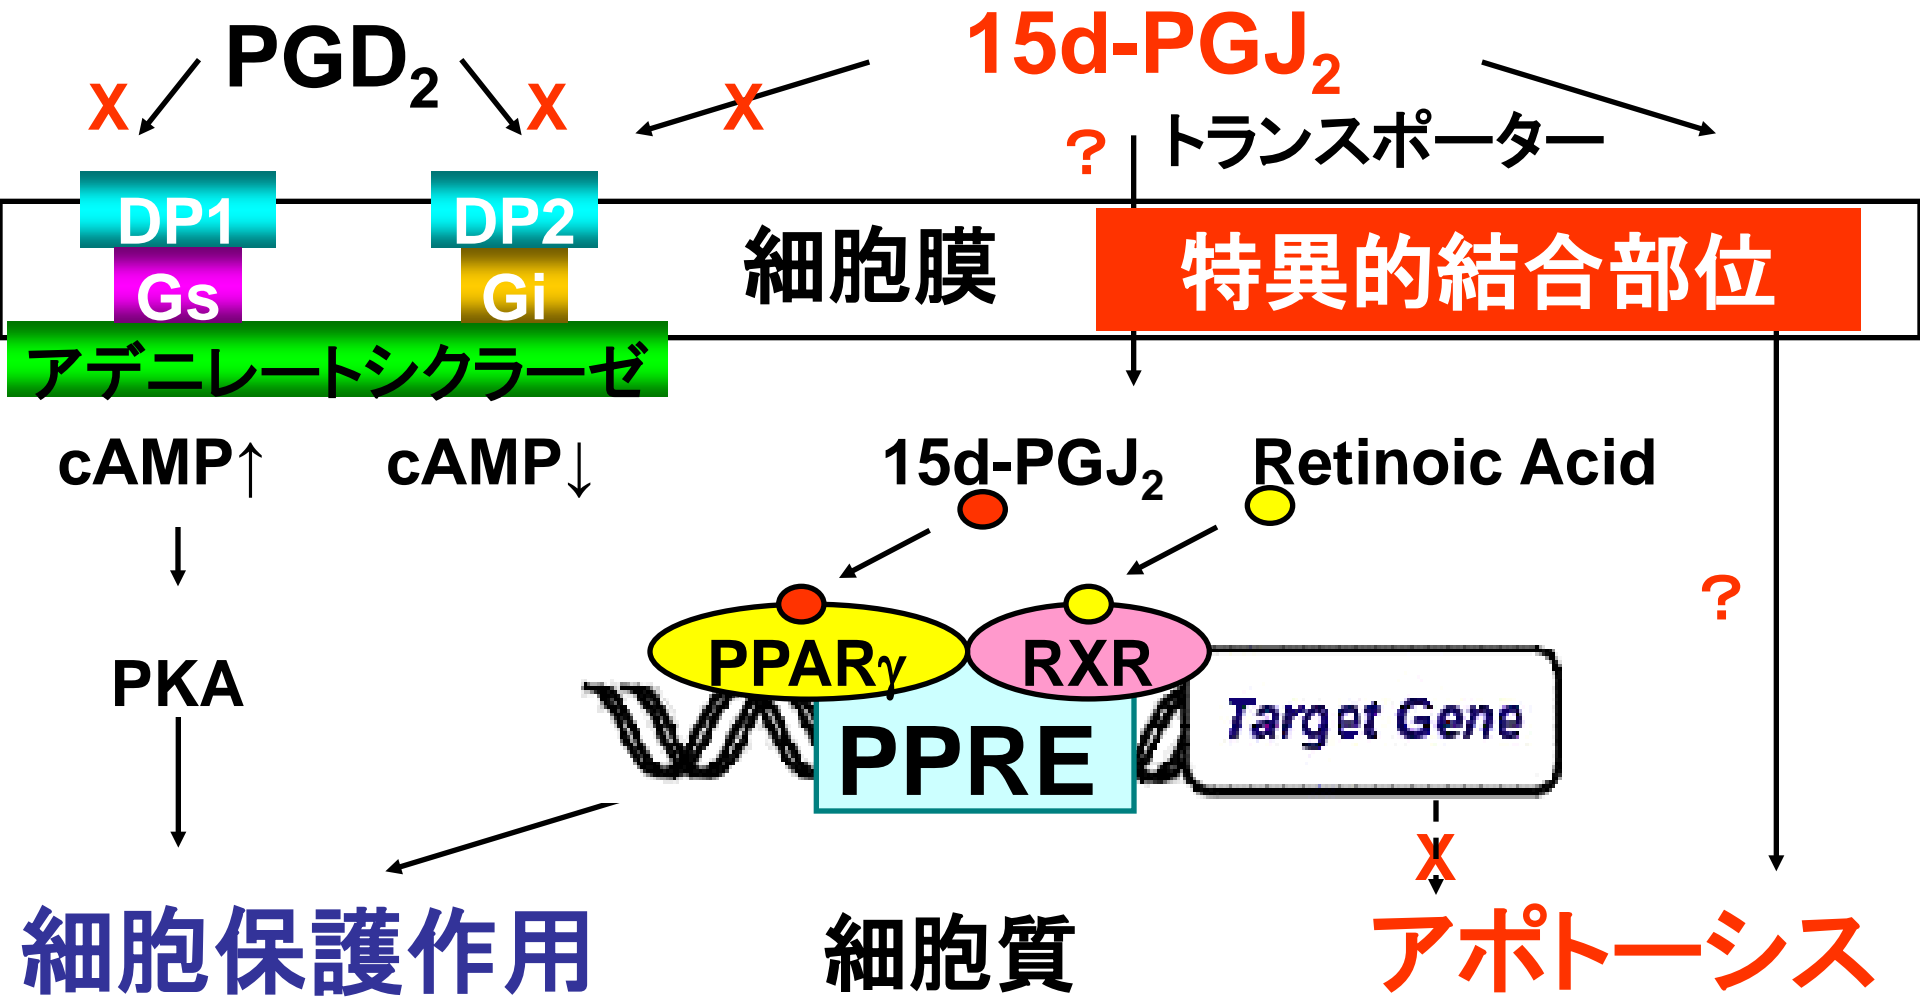 PGD2
15d-PGJ2
X
X
X
?
トランスポーター
DP1
DP2
細胞膜
特異的結合部位
Gs
Gi
アデニレートシクラーゼ
cAMP↑
cAMP↓
15d-PGJ2
Retinoic Acid
?
PKA
PPARγ
RXR
PPRE
Target Gene
X
細胞保護作用
細胞質
アポトーシス